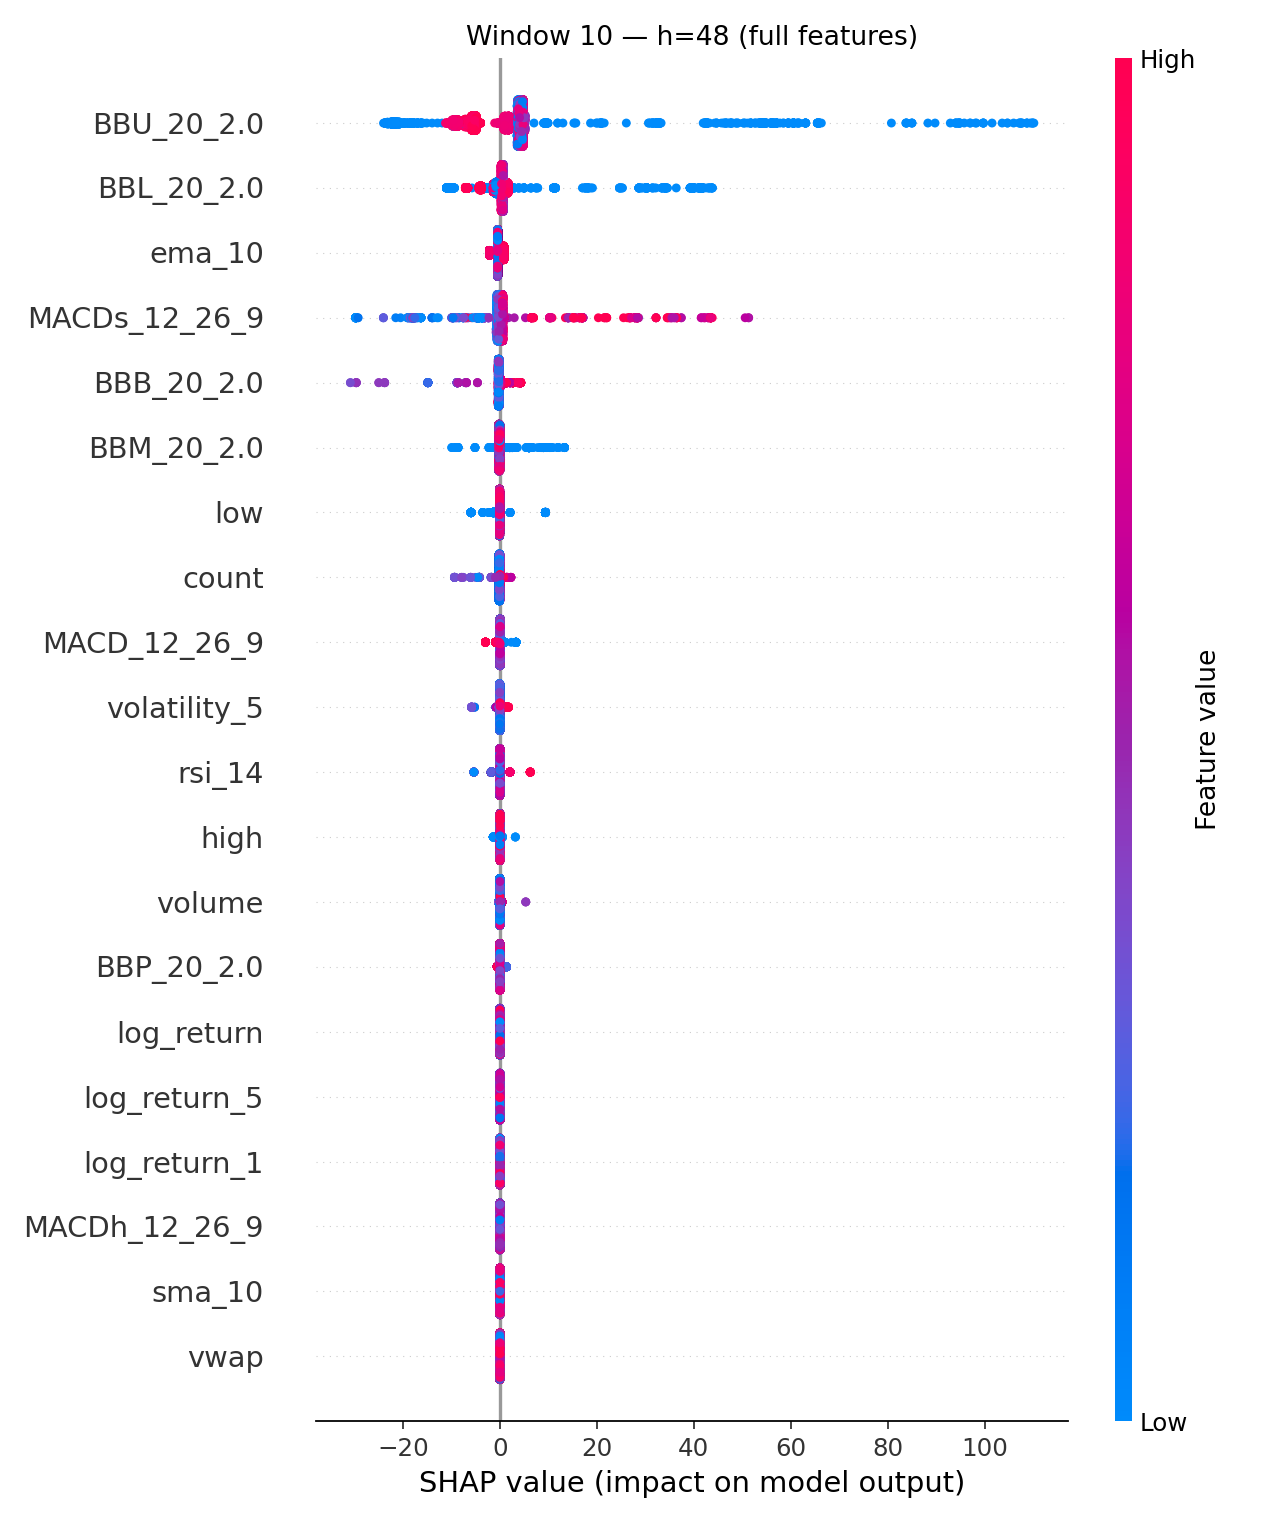 Window 10 — h=48 (full features)
High
BBU_20_2.0
BBL_20_2.0
ema_10
MACDs_12_26_9
BBB_20_2.0
BBM_20_2.0
low
count
MACD_12_26_9
volatility_5
rsi_14
high
volume
BBP_20_2.0
log_return
log_return_5
log_return_1
MACDh_12_26_9
sma_10
vwap
Feature value
Low
−20 0 20 40 60 80 100
SHAP value (impact on model output)